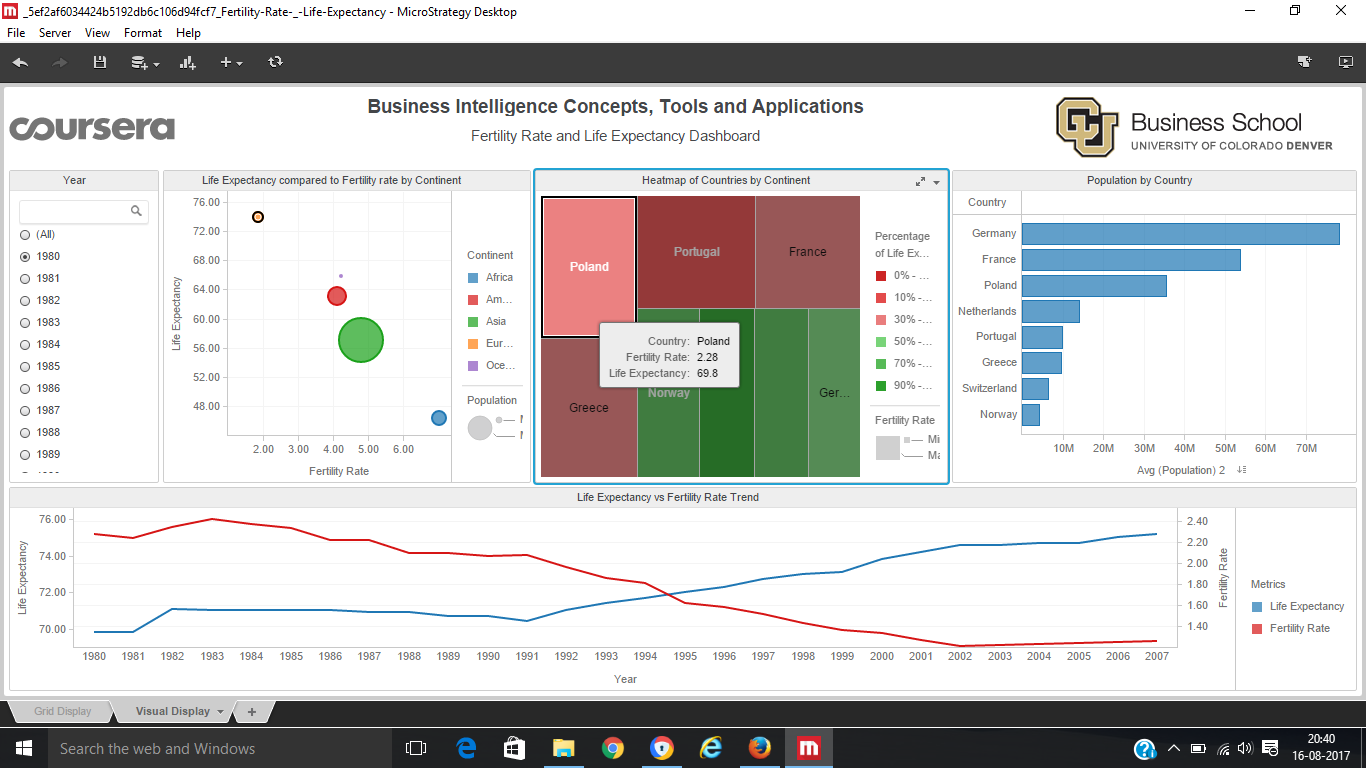 _5ef2af6034424b5192db6c106d94fcf7_Fertility-Rate-_-Life-Expectancy - MicroStrategy Desktop
File Server View Format Help
Business Intelligence Concepts, Tools and Applications
Fertility Rate and Life Expectancy Dashboard
coursera
CU
Business School
UNIVERSITY OF COLORADO DENVER
Year
(All)
1980
1981
1982
1983
1984
1985
1986
1987
1988
1989
Life Expectancy compared to Fertility rate by Continent
76.00
72.00
68.00
64.00
60.00
56.00
52.00
48.00
Life Expectancy
2.00 3.00 4.00 5.00 6.00
Fertility Rate
Continent
Africa
Am...
Asia
Eur...
Oce...
Population
Heatmap of Countries by Continent
Poland
Portugal
France
Greece
Norway
Ger...
Country: Poland
Fertility Rate: 2.28
Life Expectancy: 69.8
Percentage
of Life Ex...
0% - ...
10% -...
30% -...
50% -...
70% -...
90% -...
Fertility Rate
Mi
Ma
Population by Country
Country
Germany
France
Poland
Netherlands
Portugal
Greece
Switzerland
Norway
10M 20M 30M 40M 50M 60M 70M
Avg (Population) 2
Life Expectancy vs Fertility Rate Trend
76.00
74.00
72.00
70.00
Life Expectancy
2.40
2.20
2.00
1.80
1.60
1.40
Fertility Rate
1980 1981 1982 1983 1984 1985 1986 1987 1988 1989 1990 1991 1992 1993 1994 1995 1996 1997 1998 1999 2000 2001 2002 2003 2004 2005 2006 2007
Year
Metrics
Life Expectancy
Fertility Rate
Grid Display
Visual Display
Search the web and Windows
20:40
16-08-2017